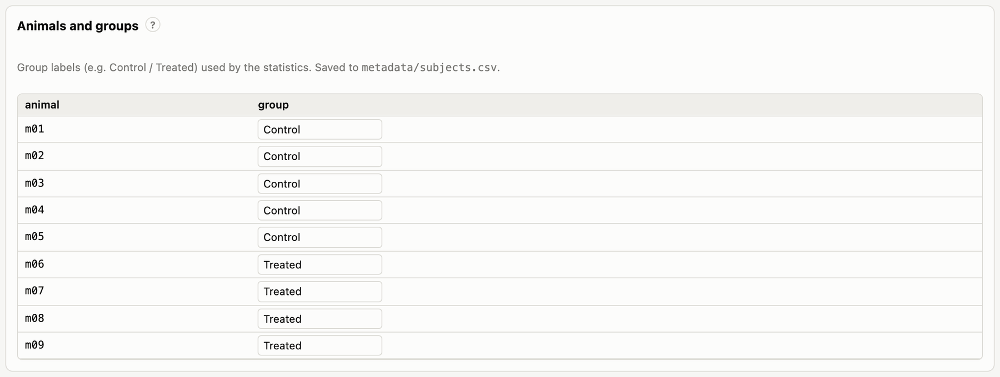 Animals and groups ?
Group labels (e.g. Control / Treated) used by the statistics. Saved to metadata/subjects.csv.
animal group
m01 Control
m02 Control
m03 Control
m04 Control
m05 Control
m06 Treated
m07 Treated
m08 Treated
m09 Treated